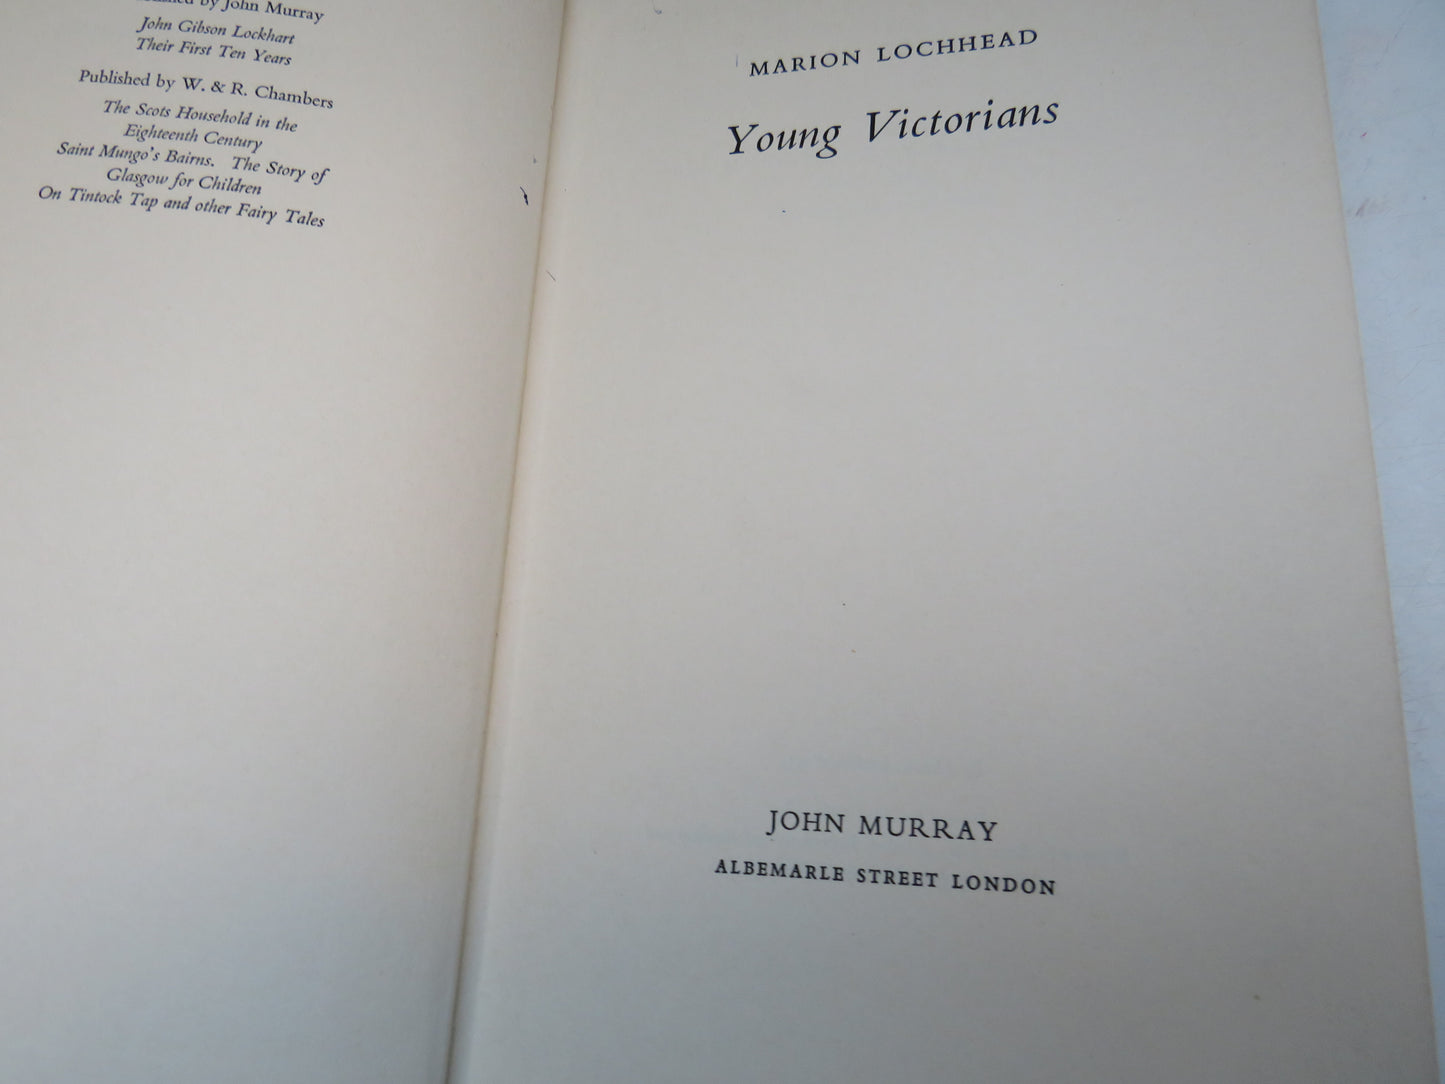 by John Murray
John Gibson Lockhart
Their First Ten Years
Published by W. & R. Chambers
The Scots Household in the
Eighteenth Century
Saint Mungo's Bairns. The Story of
Glasgow for Children
On Tintock Tap and other Fairy Tales
MARION LOCHHEAD
Young Victorians
JOHN MURRAY
ALBEMARLE STREET LONDON